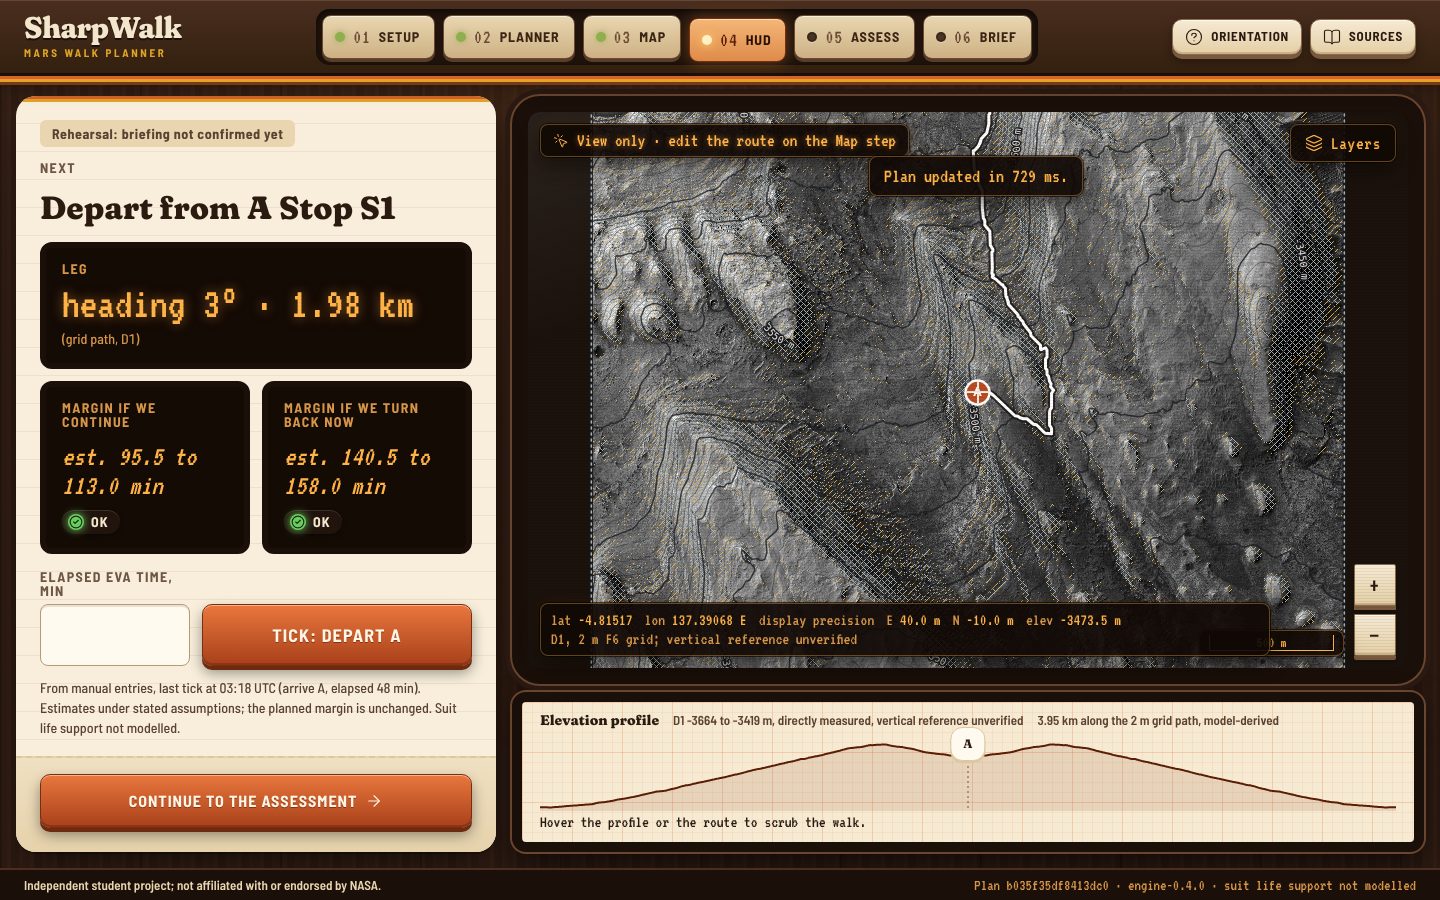 SharpWalk
MARS WALK PLANNER
01 SETUP
02 PLANNER
03 MAP
04 HUD
05 ASSESS
06 BRIEF
ORIENTATION
SOURCES
Rehearsal: briefing not confirmed yet
NEXT
Depart from A Stop S1
LEG
heading 3° · 1.98 km
(grid path, D1)
MARGIN IF WE
CONTINUE
est. 95.5 to
113.0 min
OK
MARGIN IF WE TURN
BACK NOW
est. 140.5 to
158.0 min
OK
ELAPSED EVA TIME,
MIN
TICK: DEPART A
From manual entries, last tick at 03:18 UTC (arrive A, elapsed 48 min).
Estimates under stated assumptions; the planned margin is unchanged. Suit
life support not modelled.
CONTINUE TO THE ASSESSMENT →
View only · edit the route on the Map step
Layers
Plan updated in 729 ms.
3550 m
3500 m
3450 m
A
+
−
lat -4.81517 lon 137.39068 E display precision E 40.0 m N -10.0 m elev -3473.5 m
D1, 2 m F6 grid; vertical reference unverified
Elevation profile D1 -3664 to -3419 m, directly measured, vertical reference unverified 3.95 km along the 2 m grid path, model-derived
A
Hover the profile or the route to scrub the walk.
Independent student project; not affiliated with or endorsed by NASA.
Plan b035f35df8413dc0 · engine-0.4.0 · suit life support not modelled